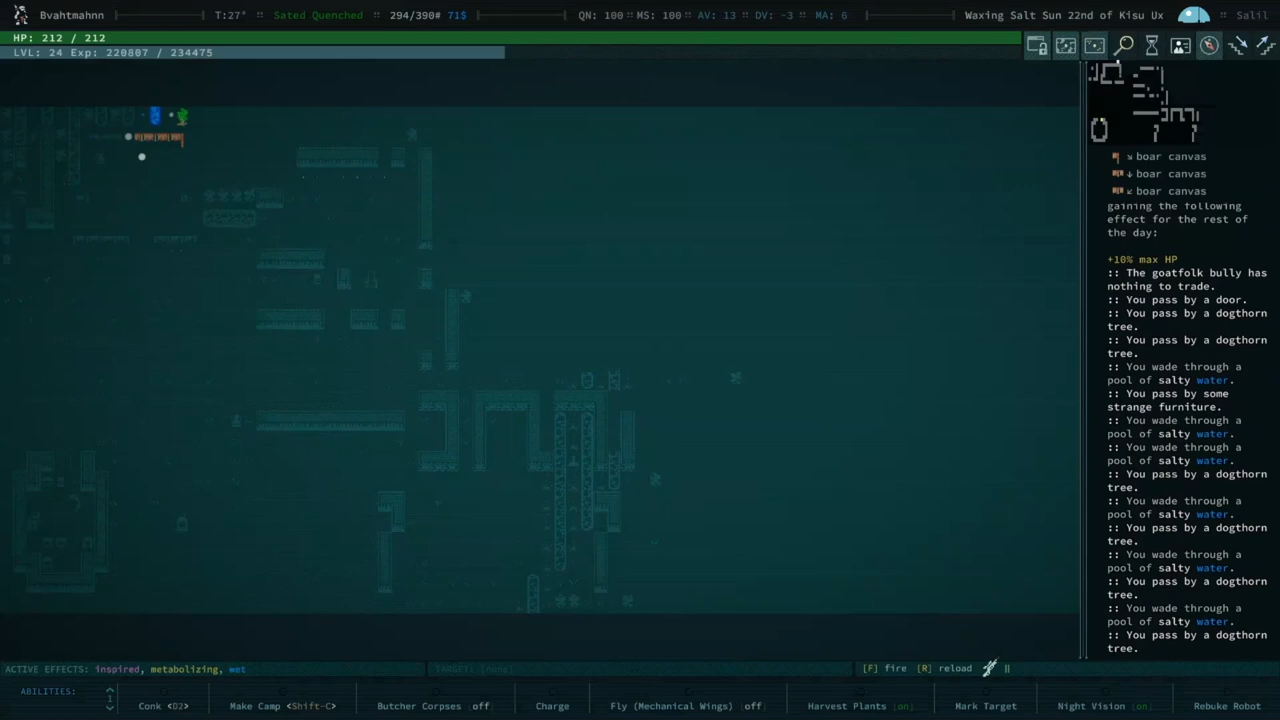 Bvahtmahn T:27° Sated Quenched 294/390# 71$ QN: 100 MS: 100 AV: 13 DV: -3 MA: 6 Waxing Salt Sun 22nd of Kisu Ux Salil
HP: 212 / 212
LVL: 24 Exp: 220807 / 234475
boar canvas
boar canvas
boar canvas
gaining the following
effect for the rest of
the day:
+10% max HP
:: The goatfolk bully has
nothing to trade.
:: You pass by a door.
:: You pass by a dogthorn
tree.
:: You pass by a dogthorn
tree.
:: You wade through a
pool of salty water.
:: You pass by some
strange furniture.
:: You wade through a
pool of salty water.
:: You wade through a
pool of salty water.
:: You pass by a dogthorn
tree.
:: You wade through a
pool of salty water.
:: You pass by a dogthorn
tree.
:: You wade through a
pool of salty water.
:: You pass by a dogthorn
tree.
:: You wade through a
pool of salty water.
:: You pass by a dogthorn
tree.
ACTIVE EFFECTS: inspired, metabolizing, wet TARGET: [none] [F] fire [R] reload
ABILITIES: 1 Conk <D2> Make Camp <Shift-C> Butcher Corpses (off) Charge Fly (Mechanical Wings) (off) Harvest Plants (on) Mark Target Night Vision (on) Rebuke Robot